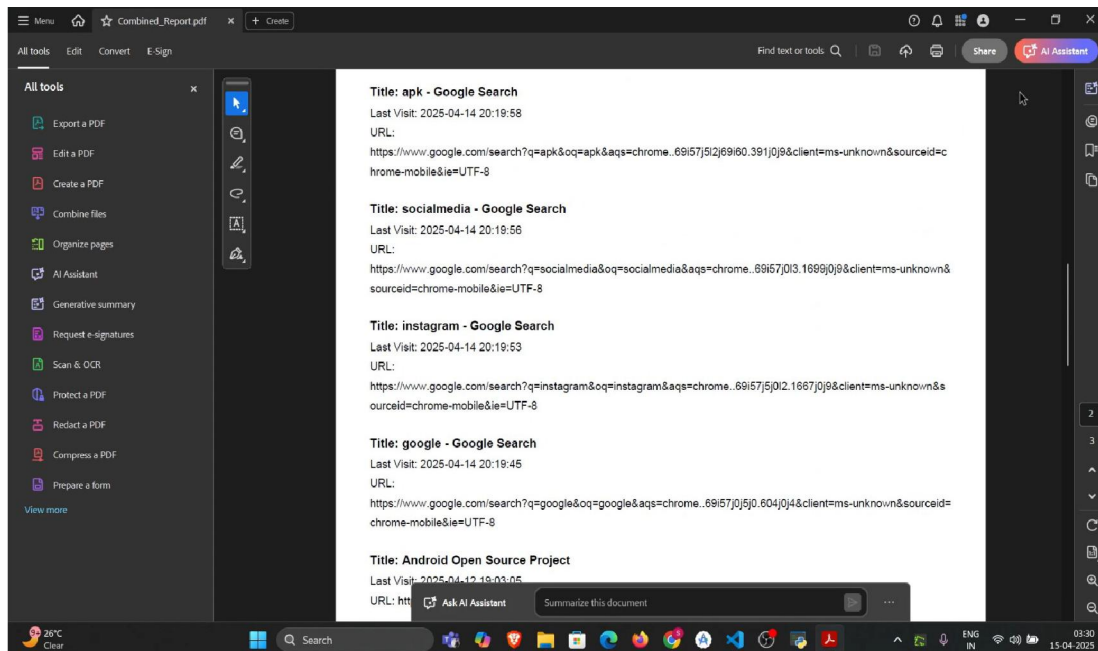 Menu
Combined_Report.pdf
+ Create
All tools
Edit
Convert
E-Sign
Find text or tools
Share
AI Assistant
All tools
Export a PDF
Edit a PDF
Create a PDF
Combine files
Organize pages
AI Assistant
Generative summary
Request e-signatures
Scan & OCR
Protect a PDF
Redact a PDF
Compress a PDF
Prepare a form
View more
Title: apk - Google Search
Last Visit: 2025-04-14 20:19:58
URL:
https://www.google.com/search?q=apk&oq=apk&aqs=chrome..69i57j5l2j69i60.391j0j9&client=ms-unknown&sourceid=c
hrome-mobile&ie=UTF-8
Title: socialmedia - Google Search
Last Visit: 2025-04-14 20:19:56
URL:
https://www.google.com/search?q=socialmedia&oq=socialmedia&aqs=chrome..69i57j0l3.1699j0j9&client=ms-unknown&
sourceid=chrome-mobile&ie=UTF-8
Title: instagram - Google Search
Last Visit: 2025-04-14 20:19:53
URL:
https://www.google.com/search?q=instagram&oq=instagram&aqs=chrome..69i57j5j0l2.1667j0j9&client=ms-unknown&s
ourceid=chrome-mobile&ie=UTF-8
Title: google - Google Search
Last Visit: 2025-04-14 20:19:45
URL:
https://www.google.com/search?q=google&oq=google&aqs=chrome..69i57j0j5j0.604j0j4&client=ms-unknown&sourceid=
chrome-mobile&ie=UTF-8
Title: Android Open Source Project
Last Visit: 2025-04-12 19:03:05
URL: htt
Ask AI Assistant
Summarize this document
2
3
26°C
Clear
Search
ENG
IN
03:30
15-04-2025